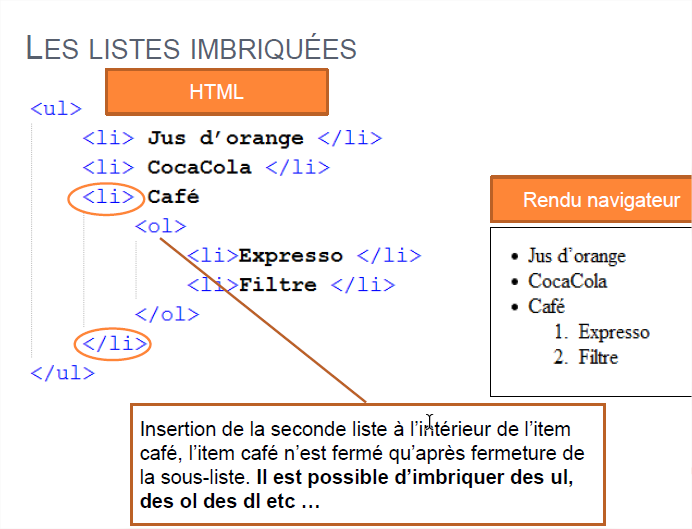 LES LISTES IMBRIQUÉES
HTML
<ul>
<li> Jus d’orange </li>
<li> CocaCola </li>
<li> Café
<ol>
<li>Expresso </li>
<li>Filtre </li>
</ol>
</li>
</ul>
Rendu navigateur
• Jus d’orange
• CocaCola
• Café
1. Expresso
2. Filtre
Insertion de la seconde liste à l’intérieur de l’item
café, l’item café n’est fermé qu’après fermeture de
la sous-liste. Il est possible d’imbriquer des ul,
des ol des dl etc …